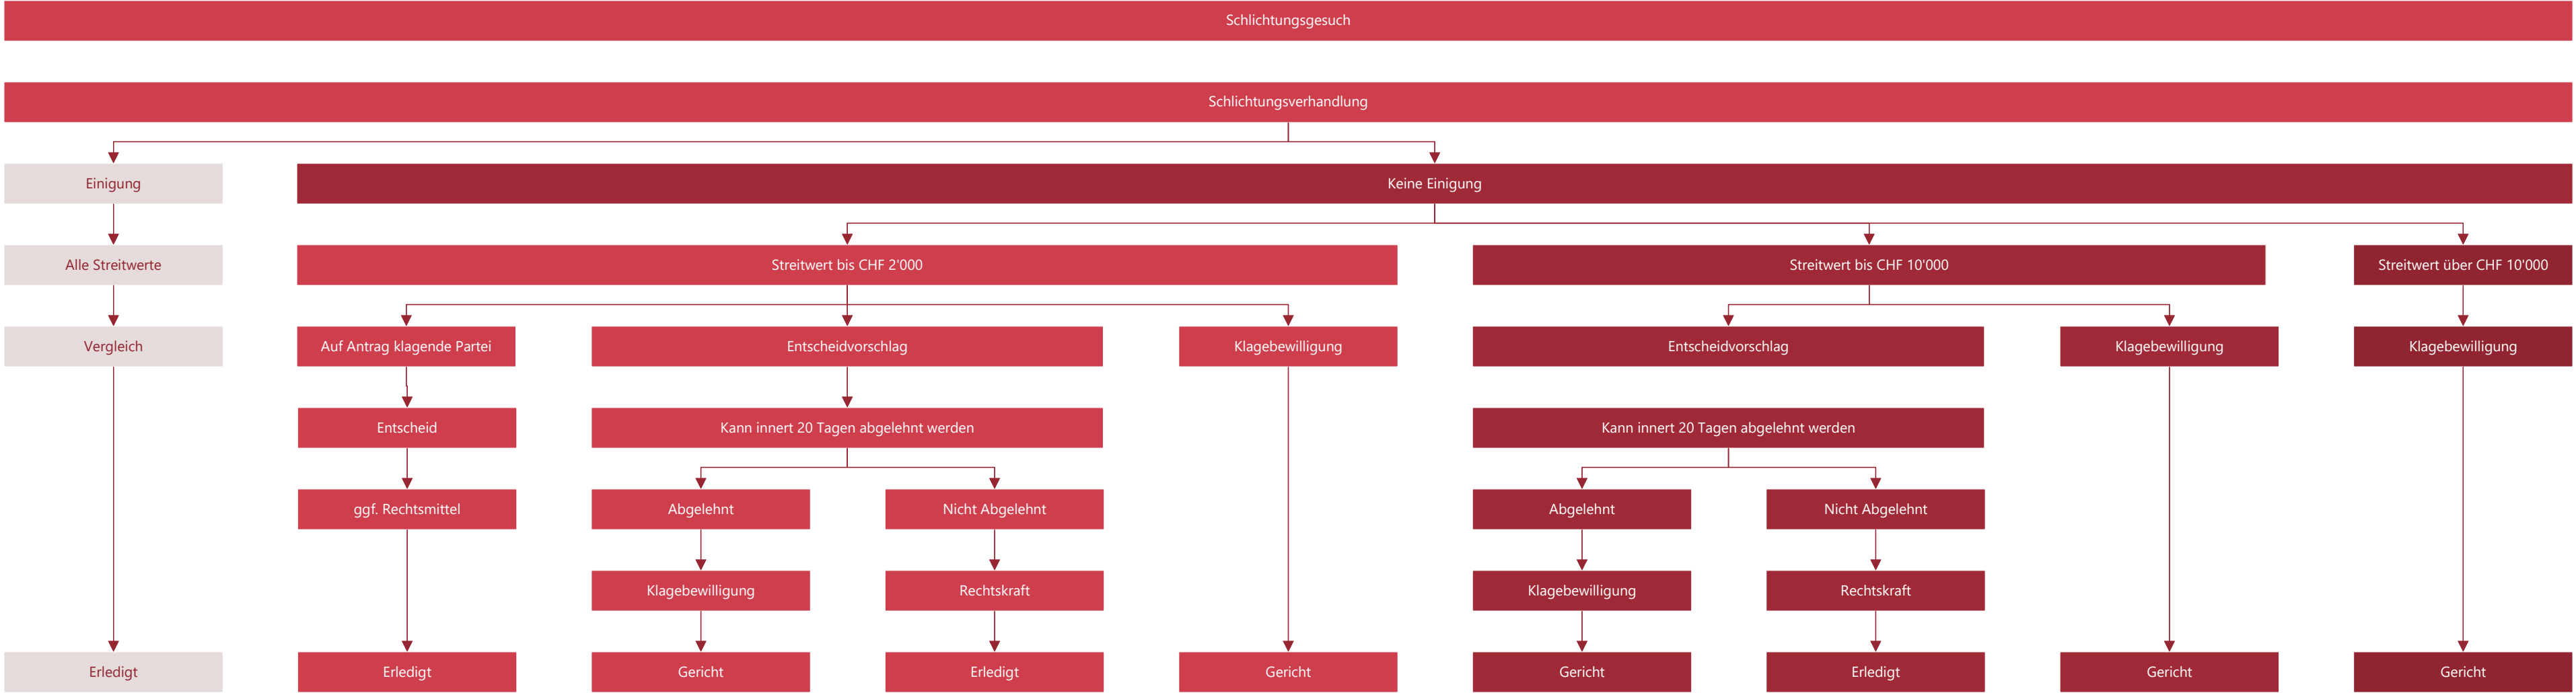 Schlichtungsgesuch
Schlichtungsverhandlung
Einigung
Keine Einigung
Alle Streitwerte
Streitwert bis CHF 2'000
Streitwert bis CHF 10'000
Streitwert über CHF 10'000
Vergleich
Auf Antrag klagende Partei
Entscheidvorschlag
Klagebewilligung
Entscheidvorschlag
Klagebewilligung
Klagebewilligung
Entscheid
Kann innert 20 Tagen abgelehnt werden
Kann innert 20 Tagen abgelehnt werden
ggf. Rechtsmittel
Abgelehnt
Nicht Abgelehnt
Abgelehnt
Nicht Abgelehnt
Klagebewilligung
Rechtskraft
Klagebewilligung
Rechtskraft
Erledigt
Erledigt
Gericht
Erledigt
Gericht
Gericht
Erledigt
Gericht
Gericht